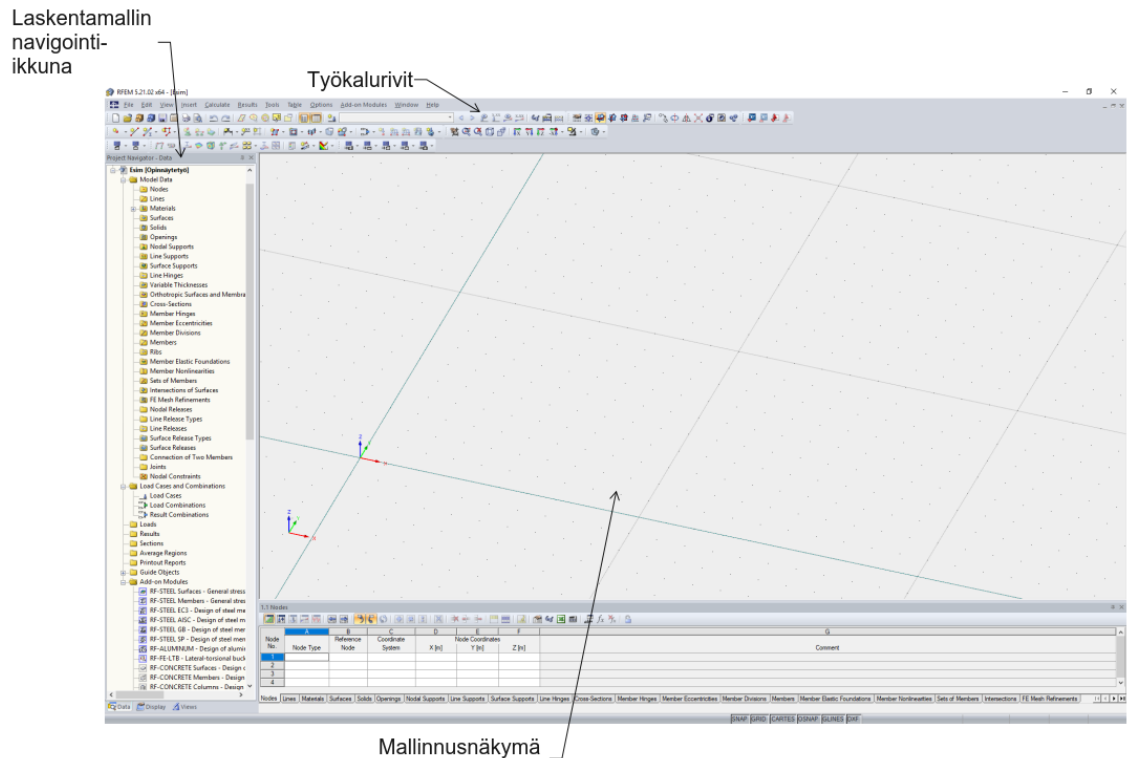 Laskentamallin
navigointi-
ikkuna
Työkalurivit
RFEM 5.21.02 x64 - [Esim]
File Edit View Insert Calculate Results Tools Table Options Add-on Modules Window Help
Project Navigator - Data
Esim [Opinnäytetyö]
Model Data
Nodes
Lines
Materials
Surfaces
Solids
Openings
Nodal Supports
Line Supports
Surface Supports
Line Hinges
Variable Thicknesses
Orthotropic Surfaces and Membra
Cross-Sections
Member Hinges
Member Eccentricities
Member Divisions
Members
Ribs
Member Elastic Foundations
Member Nonlinearities
Sets of Members
Intersections of Surfaces
FE Mesh Refinements
Nodal Releases
Line Release Types
Line Releases
Surface Release Types
Surface Releases
Connection of Two Members
Joints
Nodal Constraints
Load Cases and Combinations
Load Cases
Load Combinations
Result Combinations
Loads
Results
Sections
Average Regions
Printout Reports
Guide Objects
Add-on Modules
RF-STEEL Surfaces - General stress
RF-STEEL Members - General stres
RF-STEEL EC3 - Design of steel me
RF-STEEL AISC - Design of steel m
RF-STEEL GB - Design of steel mer
RF-STEEL SP - Design of steel men
RF-ALUMINUM - Design of alumi
RF-FE-LTB - Lateral-torsional buck
RF-CONCRETE Surfaces - Design c
RF-CONCRETE Members - Design
RF-CONCRETE Columns - Design
Data Display Views
1.1 Nodes
A B C D E F G
Node Reference Coordinate Node Coordinates
No. Node Type Node System X [m] Y [m] Z [m] Comment
1
2
3
4
Nodes Lines Materials Surfaces Solids Openings Nodal Supports Line Supports Surface Supports Line Hinges Cross-Sections Member Hinges Member Eccentricities Member Divisions Members Member Elastic Foundations Member Nonlinearities Sets of Members Intersections FE Mesh Refinements
SNAP GRID CARTES OSNAP GLINES DXF
Mallinnusnäkymä